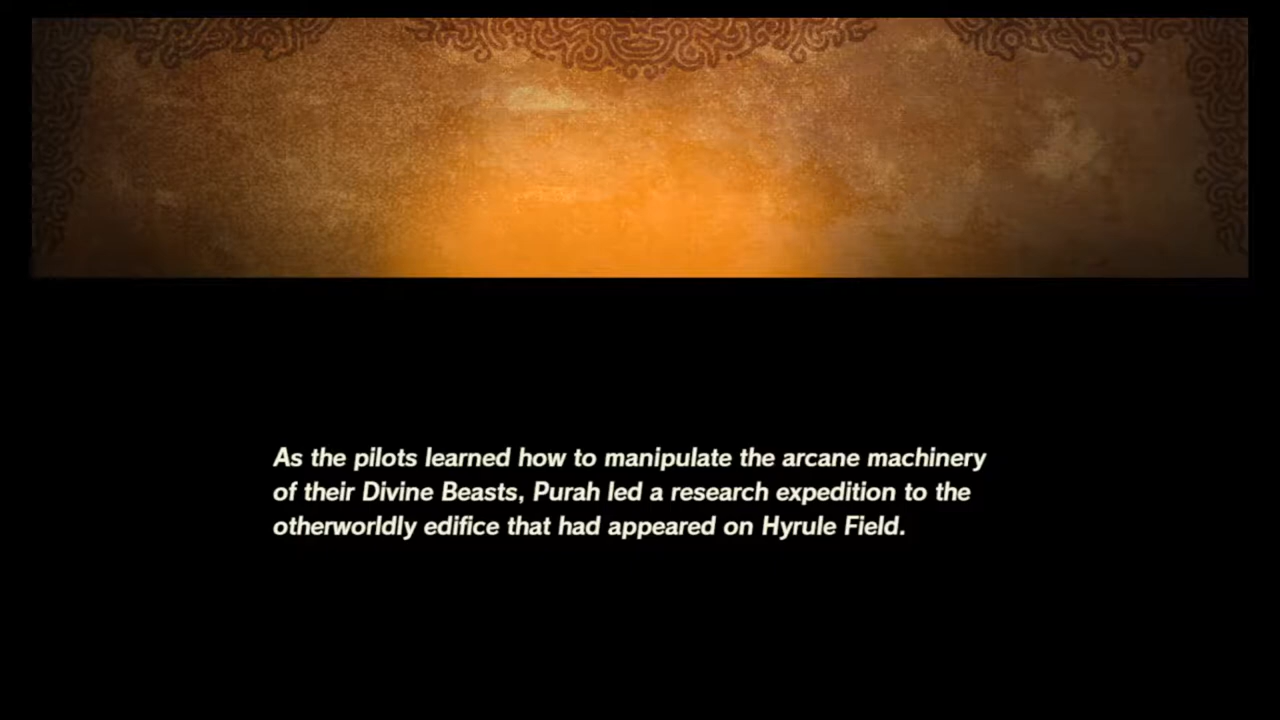 As the pilots learned how to manipulate the arcane machinery
of their Divine Beasts, Purah led a research expedition to the
otherworldly edifice that had appeared on Hyrule Field.